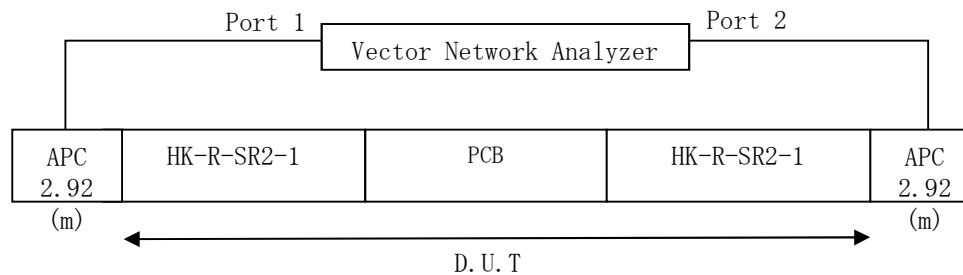 Port 1
Port 2
Vector Network Analyzer
APC
2.92
(m)
HK-R-SR2-1
PCB
HK-R-SR2-1
APC
2.92
(m)
D.U.T